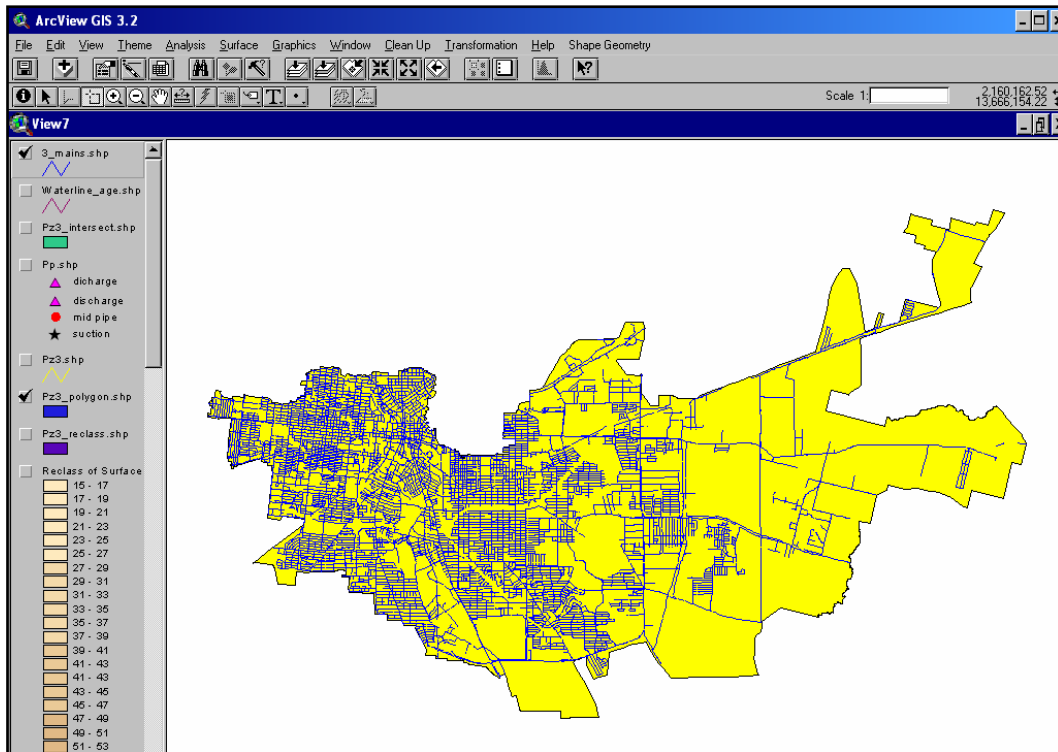 ArcView GIS 3.2
File Edit View Theme Analysis Surface Graphics Window Clean Up Transformation Help Shape Geometry
T
Scale 1:
2,160,162.52
13,666,154.22
View7
3_mains.shp
Waterline_age.shp
Pz3_intersect.shp
Pp.shp
dicharge
discharge
mid pipe
suction
Pz3.shp
Pz3_polygon.shp
Pz3_reclass.shp
Reclass of Surface
15 - 17
17 - 19
19 - 21
21 - 23
23 - 25
25 - 27
27 - 29
29 - 31
31 - 33
33 - 35
35 - 37
37 - 39
39 - 41
41 - 43
41 - 43
43 - 45
45 - 47
47 - 49
49 - 51
51 - 53